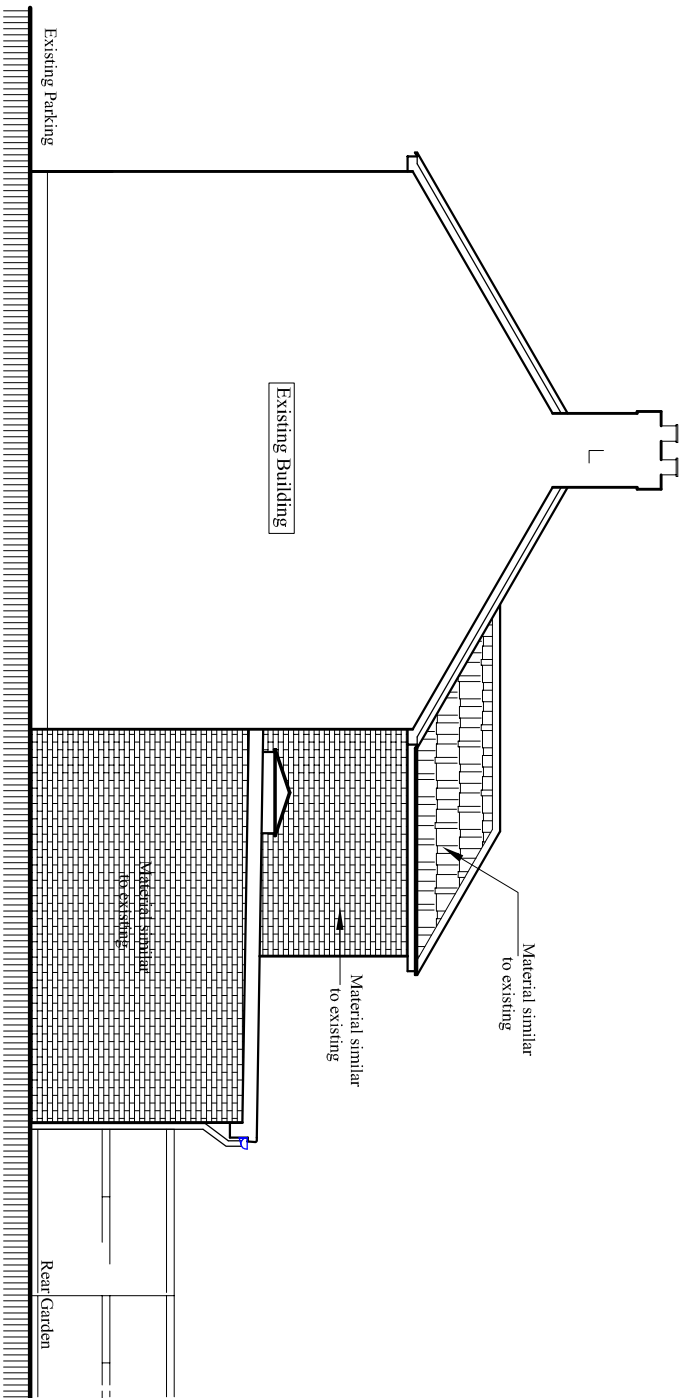 Existing Parking
Existing Building
Material similar
to existing
Material similar
to existing
Material similar
to existing
Rear Garden